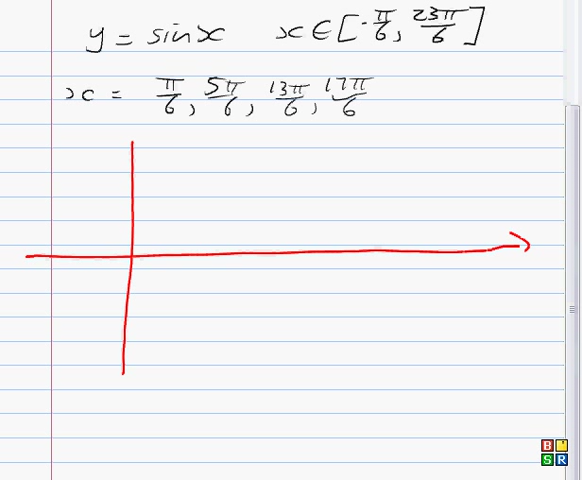 y = sin x x ∈ [-π/6, 23π/6]
x = π/6, 5π/6, 13π/6, 17π/6
B
S R